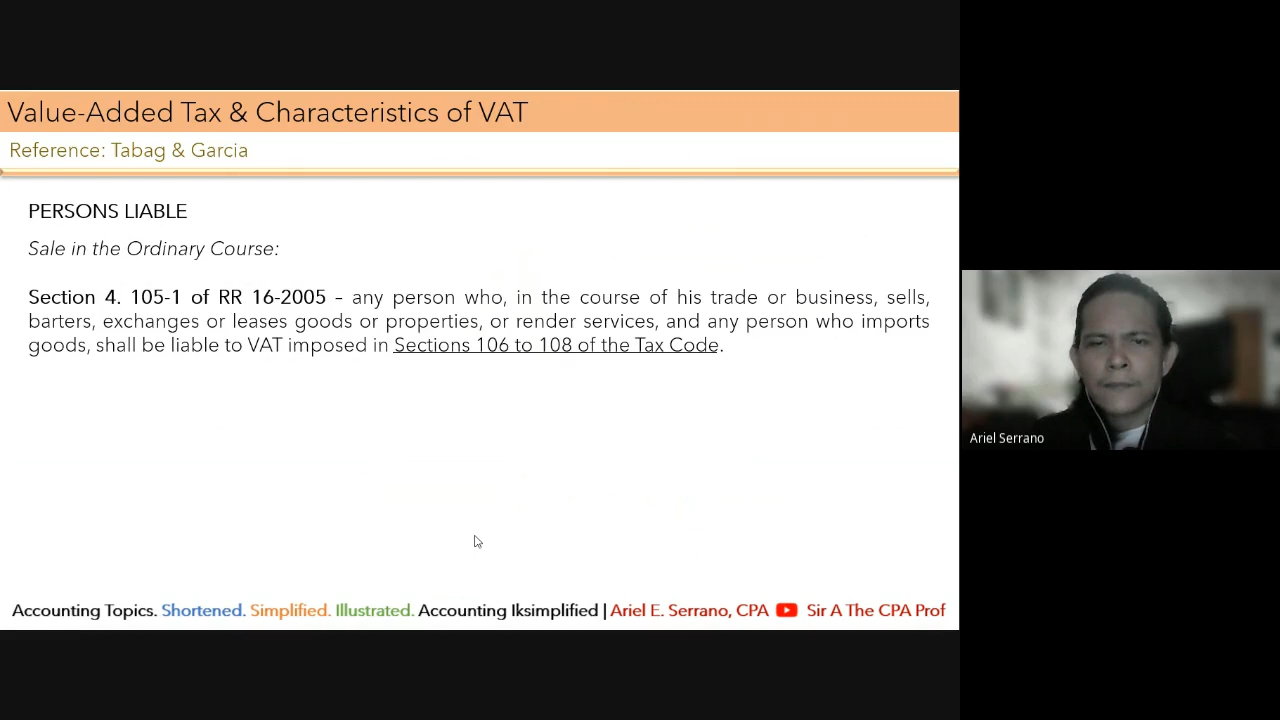 Value-Added Tax & Characteristics of VAT
Reference: Tabag & Garcia
PERSONS LIABLE
Sale in the Ordinary Course:
Section 4. 105-1 of RR 16-2005 – any person who, in the course of his trade or business, sells,
barters, exchanges or leases goods or properties, or render services, and any person who imports
goods, shall be liable to VAT imposed in Sections 106 to 108 of the Tax Code.
Ariel Serrano
Accounting Topics. Shortened. Simplified. Illustrated. Accounting Iksimplified | Ariel E. Serrano, CPA Sir A The CPA Prof